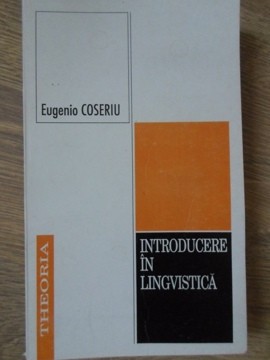 Eugenio COSERIU
INTRODUCERE
ÎN
LINGVISTICĂ
THEORIA